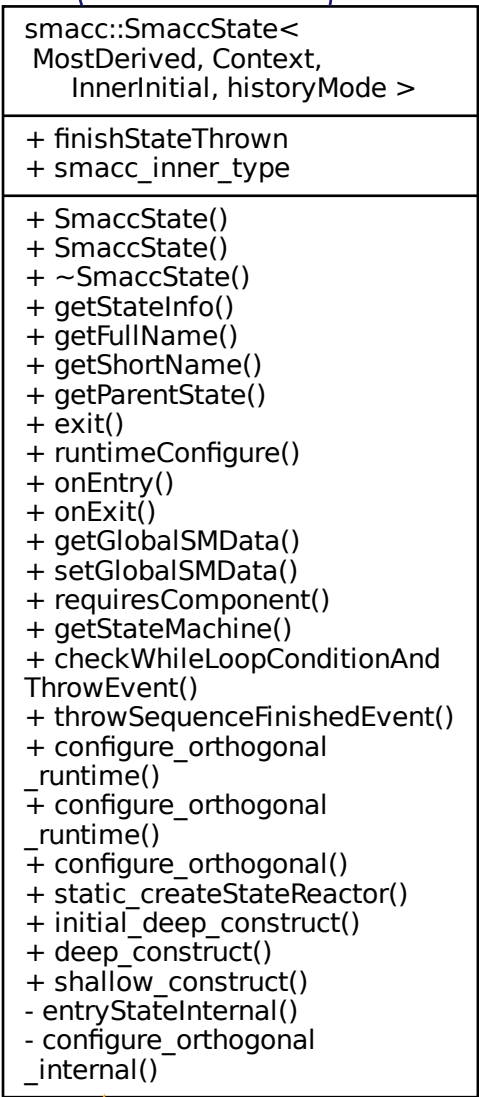 smacc::SmaccState<
MostDerived, Context,
InnerInitial, historyMode >
+ finishStateThrown
+ smacc_inner_type
+ SmaccState()
+ SmaccState()
+ ~SmaccState()
+ getStateInfo()
+ getFullName()
+ getShortName()
+ getParentState()
+ exit()
+ runtimeConfigure()
+ onEntry()
+ onExit()
+ getGlobalSMData()
+ setGlobalSMData()
+ requiresComponent()
+ getStateMachine()
+ checkWhileLoopConditionAnd
ThrowEvent()
+ throwSequenceFinishedEvent()
+ configure_orthogonal
_runtime()
+ configure_orthogonal
_runtime()
+ configure_orthogonal()
+ static_createStateReactor()
+ initial_deep_construct()
+ deep_construct()
+ shallow_construct()
- entryStateInternal()
- configure_orthogonal
_internal()